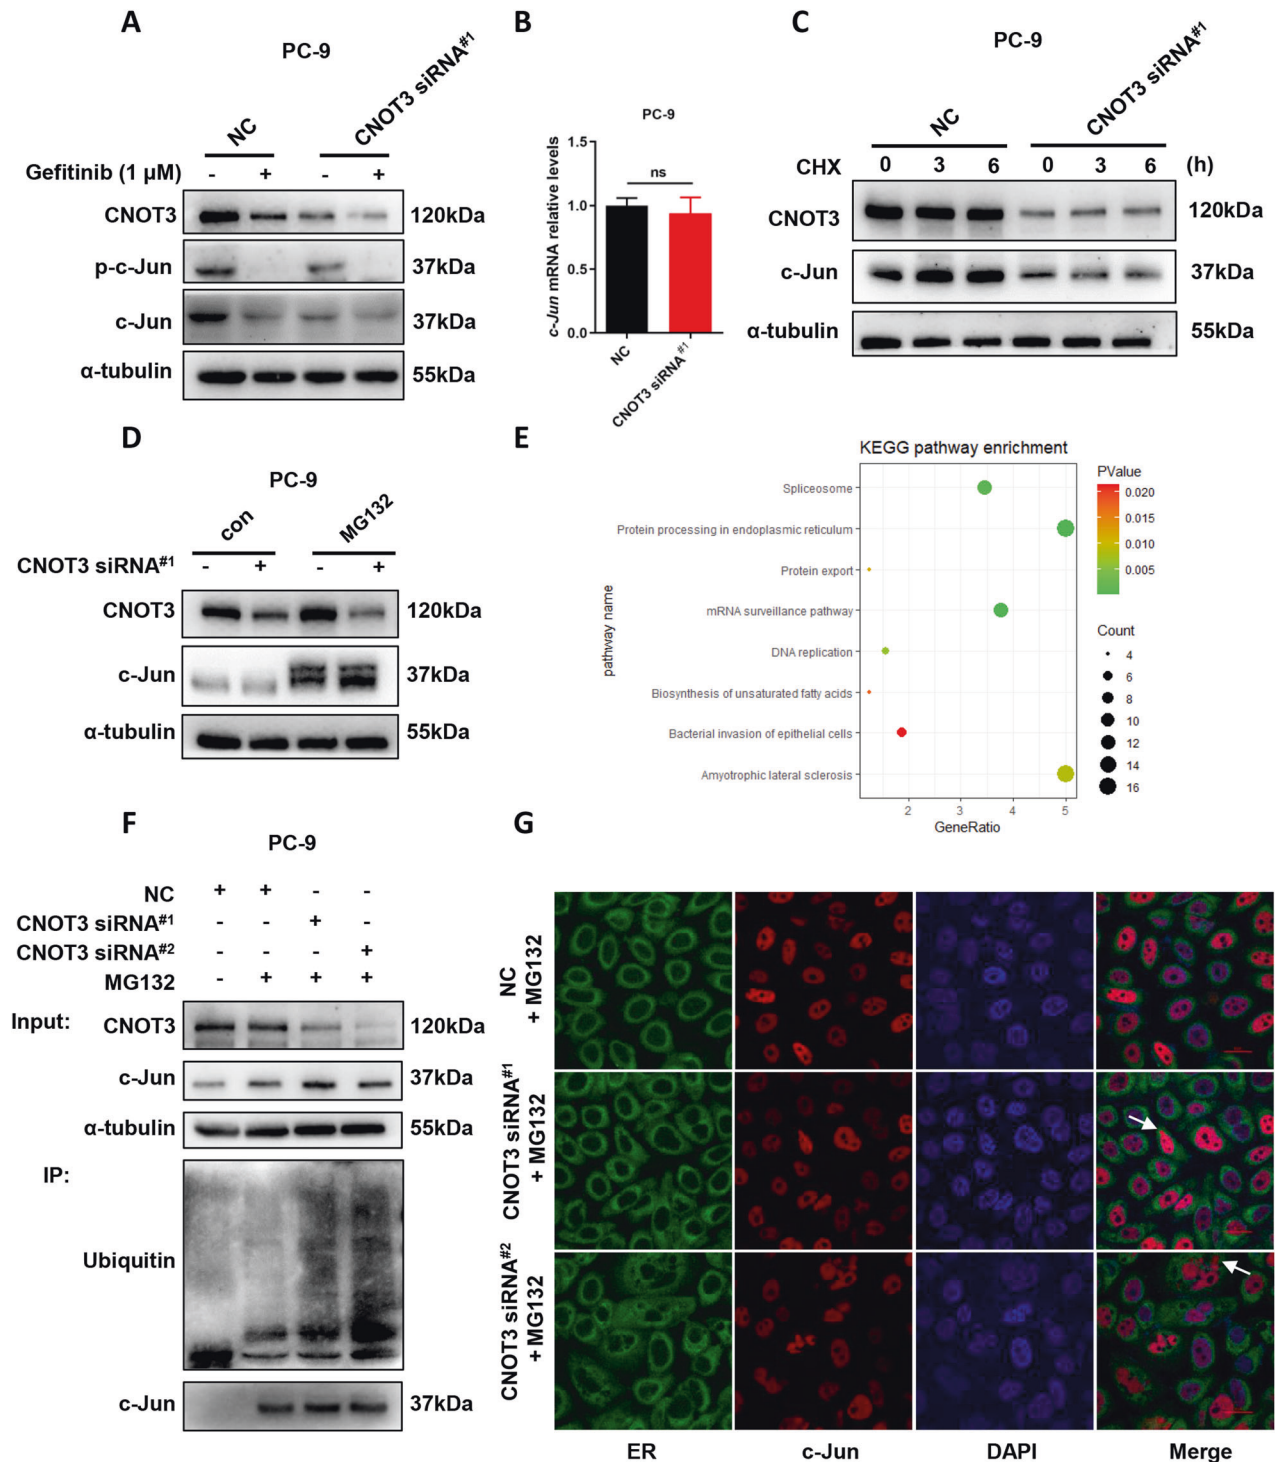 A
PC-9
NC
CNOT3 siRNA#1
Gefitinib (1 μM)
- + - +
CNOT3 120kDa
p-c-Jun 37kDa
c-Jun 37kDa
α-tubulin 55kDa
B
PC-9
c-Jun mRNA relative levels
1.5
1.0
0.5
0.0
ns
NC
CNOT3 siRNA#1
C
PC-9
NC
CNOT3 siRNA#1
CHX 0 3 6 0 3 6 (h)
CNOT3 120kDa
c-Jun 37kDa
α-tubulin 55kDa
D
PC-9
con
MG132
CNOT3 siRNA#1 - + - +
CNOT3 120kDa
c-Jun 37kDa
α-tubulin 55kDa
E
KEGG pathway enrichment
pathway name
Spliceosome
Protein processing in endoplasmic reticulum
Protein export
mRNA surveillance pathway
DNA replication
Biosynthesis of unsaturated fatty acids
Bacterial invasion of epithelial cells
Amyotrophic lateral sclerosis
2 3 4 5
GeneRatio
PValue
0.020
0.015
0.010
0.005
Count
4
6
8
10
12
14
16
F
PC-9
NC + + - -
CNOT3 siRNA#1 - - + -
CNOT3 siRNA#2 - - - +
MG132 - + + +
Input: CNOT3 120kDa
c-Jun 37kDa
α-tubulin 55kDa
IP:
Ubiquitin
c-Jun 37kDa
G
NC
+ MG132
CNOT3 siRNA#1
+ MG132
CNOT3 siRNA#2
+ MG132
ER c-Jun DAPI Merge